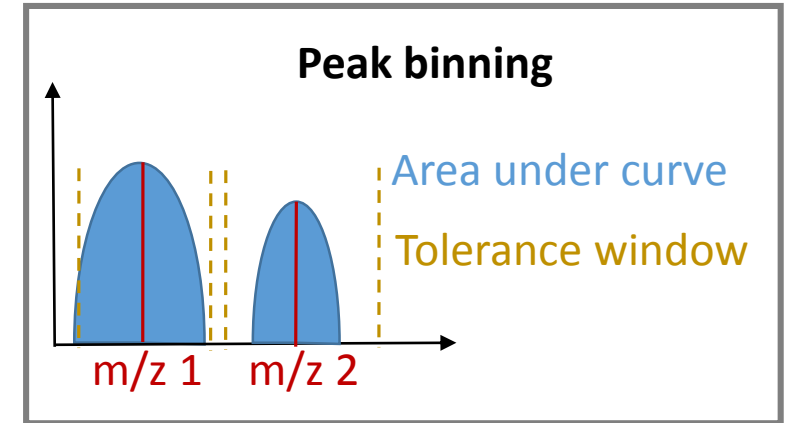 Peak binning
Area under curve
Tolerance window
m/z 1
m/z 2